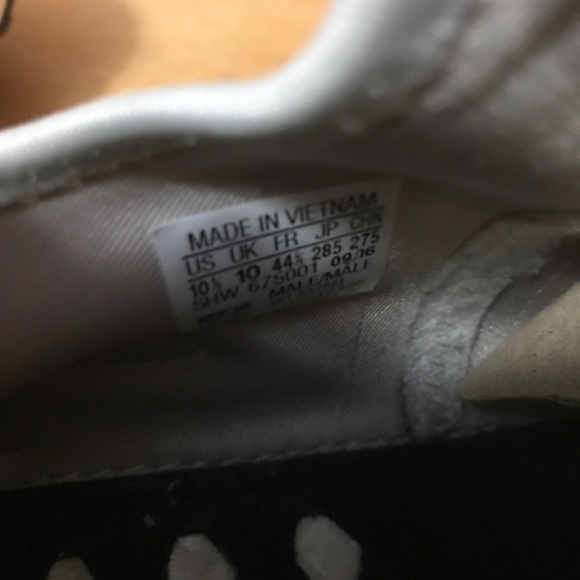 MADE IN VIETNAM
US UK FR JP CHN
10½ 10 44⅔ 285 275
SHW 675001 09/16
MALE/MALE